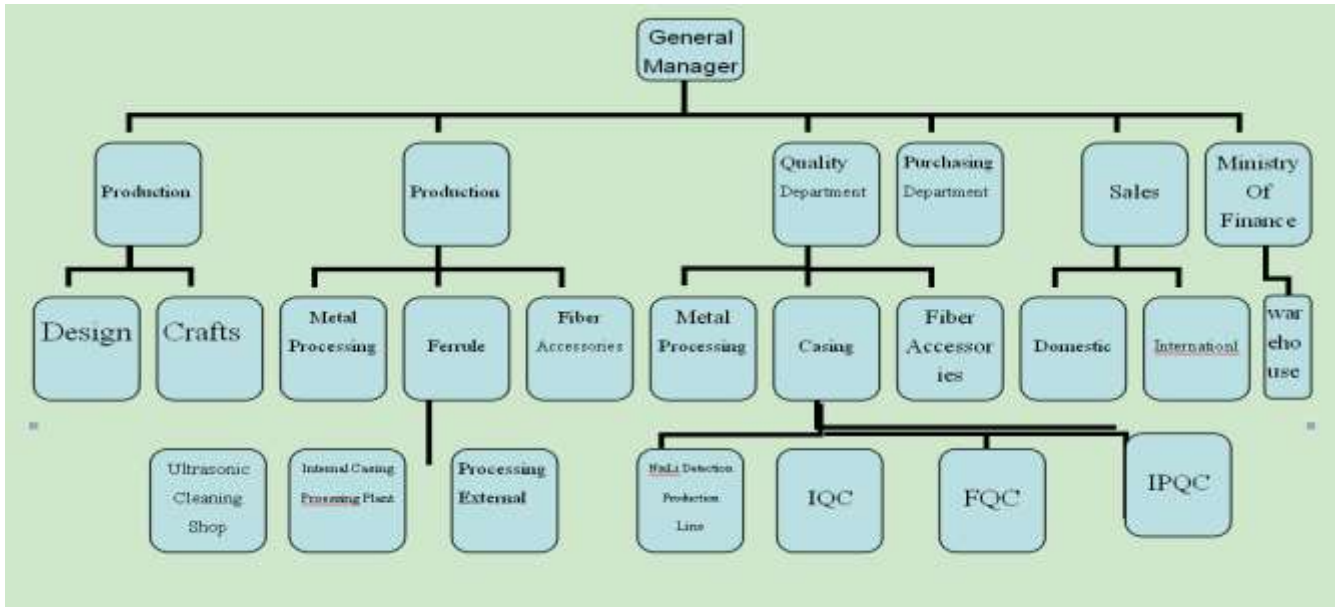 General
Manager
Production
Production
Quality
Department
Purchasing
Department
Sales
Ministry
Of
Finance
Design
Crafts
Metal
Processing
Ferrule
Fiber
Accessories
Metal
Processing
Casing
Fiber
Accessor
ies
Domestic
Internationl
war
eho
use
Ultrasonic
Cleaning
Shop
Internal Casing
Plant
Processing
External
Detection
Production
Line
IQC
FQC
IPQC